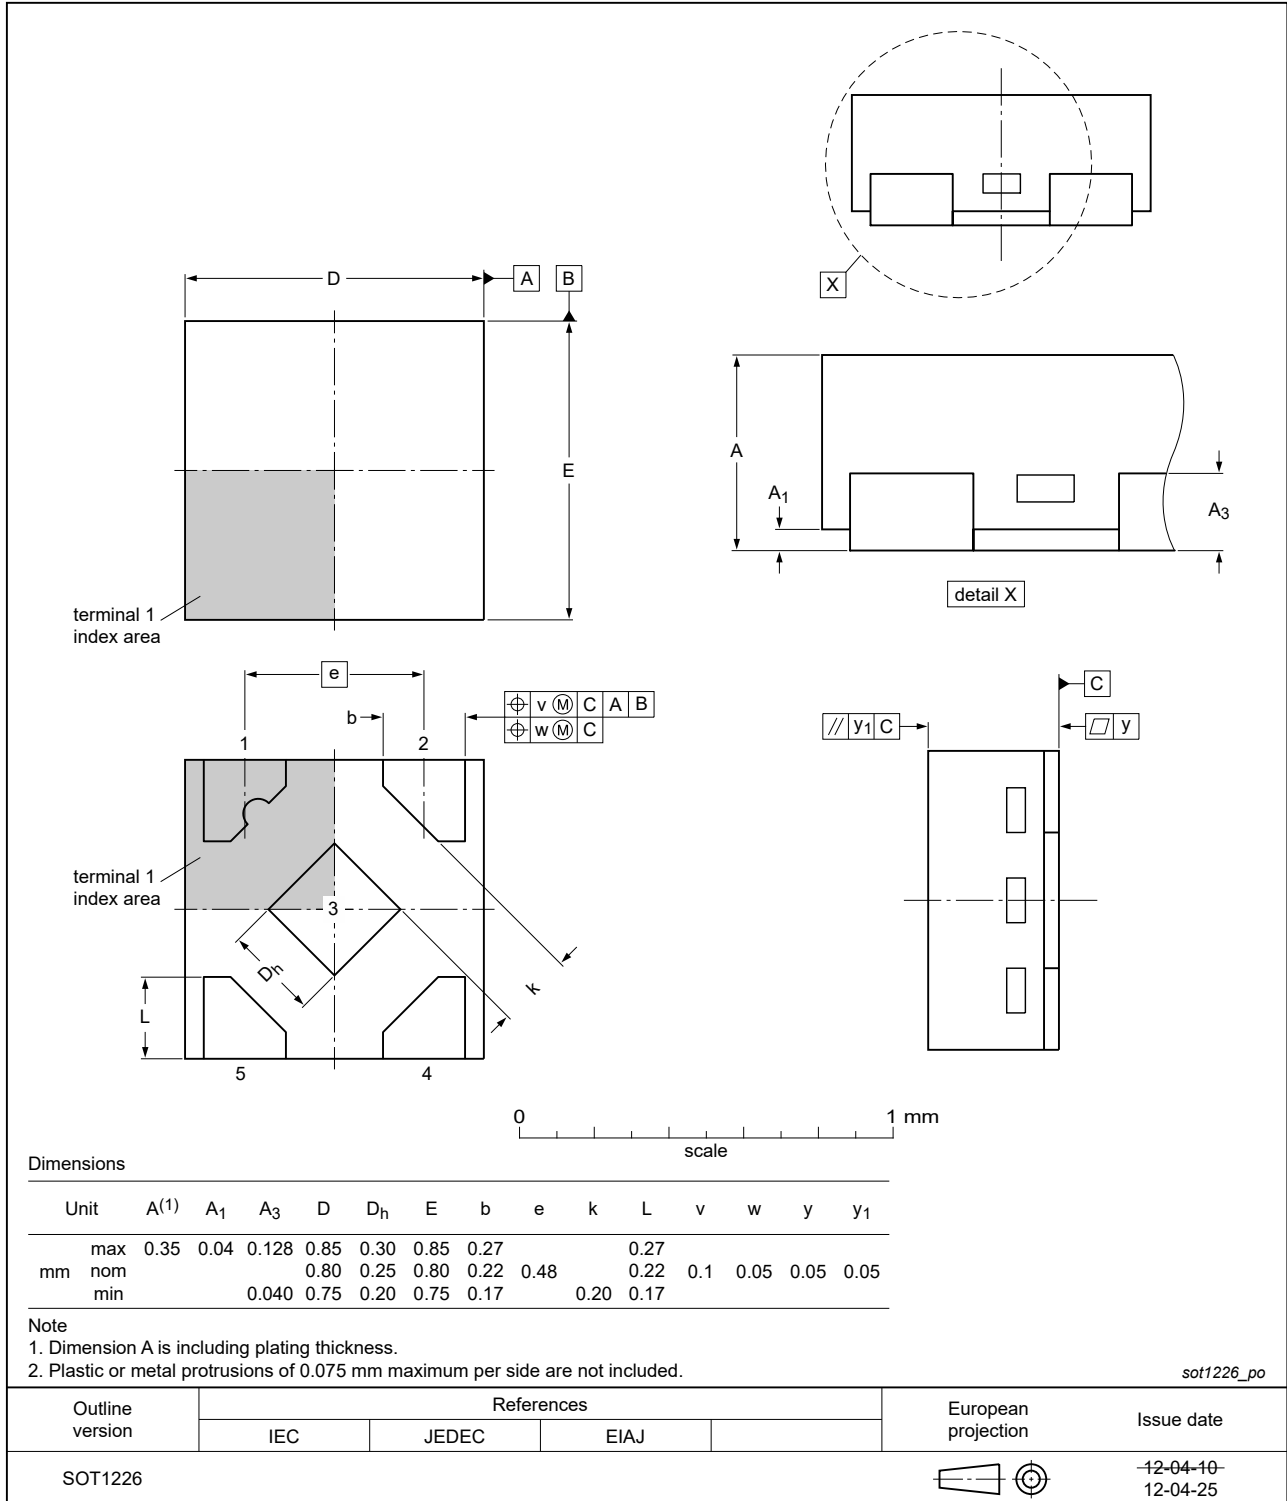 X
D
A
B
A
E
A1
A3
detail X
terminal 1
index area
e
b
v M C A B
w M C
C
y1 C
y
1
2
terminal 1
index area
3
Dh
k
L
5
4
0
1 mm
scale
Dimensions
Unit A(1) A1 A3 D Dh E b e k L v w y y1
max 0.35 0.04 0.128 0.85 0.30 0.85 0.27 0.27
mm nom 0.80 0.25 0.80 0.22 0.48 0.22 0.1 0.05 0.05 0.05
min 0.040 0.75 0.20 0.75 0.17 0.20 0.17
Note
1. Dimension A is including plating thickness.
2. Plastic or metal protrusions of 0.075 mm maximum per side are not included.
sot1226_po
Outline version
References
IEC JEDEC EIAJ
European projection
Issue date
SOT1226
12-04-10
12-04-25